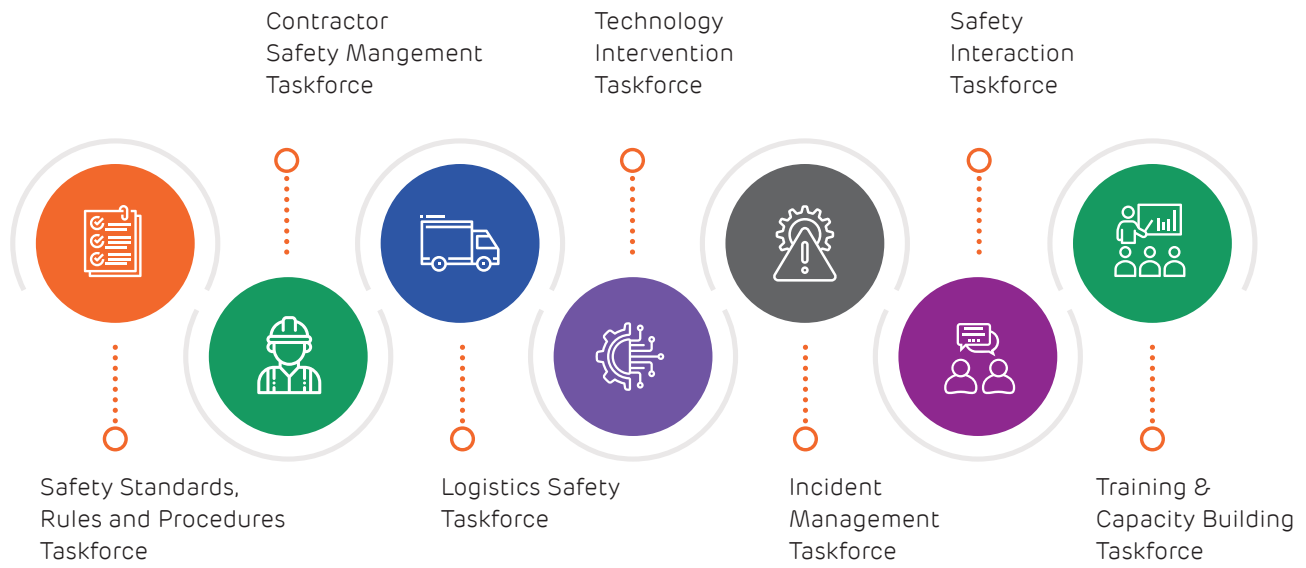 Contractor
Safety Mangement
Taskforce
Technology
Intervention
Taskforce
Safety
Interaction
Taskforce
Safety Standards,
Rules and Procedures
Taskforce
Logistics Safety
Taskforce
Incident
Management
Taskforce
Training &
Capacity Building
Taskforce